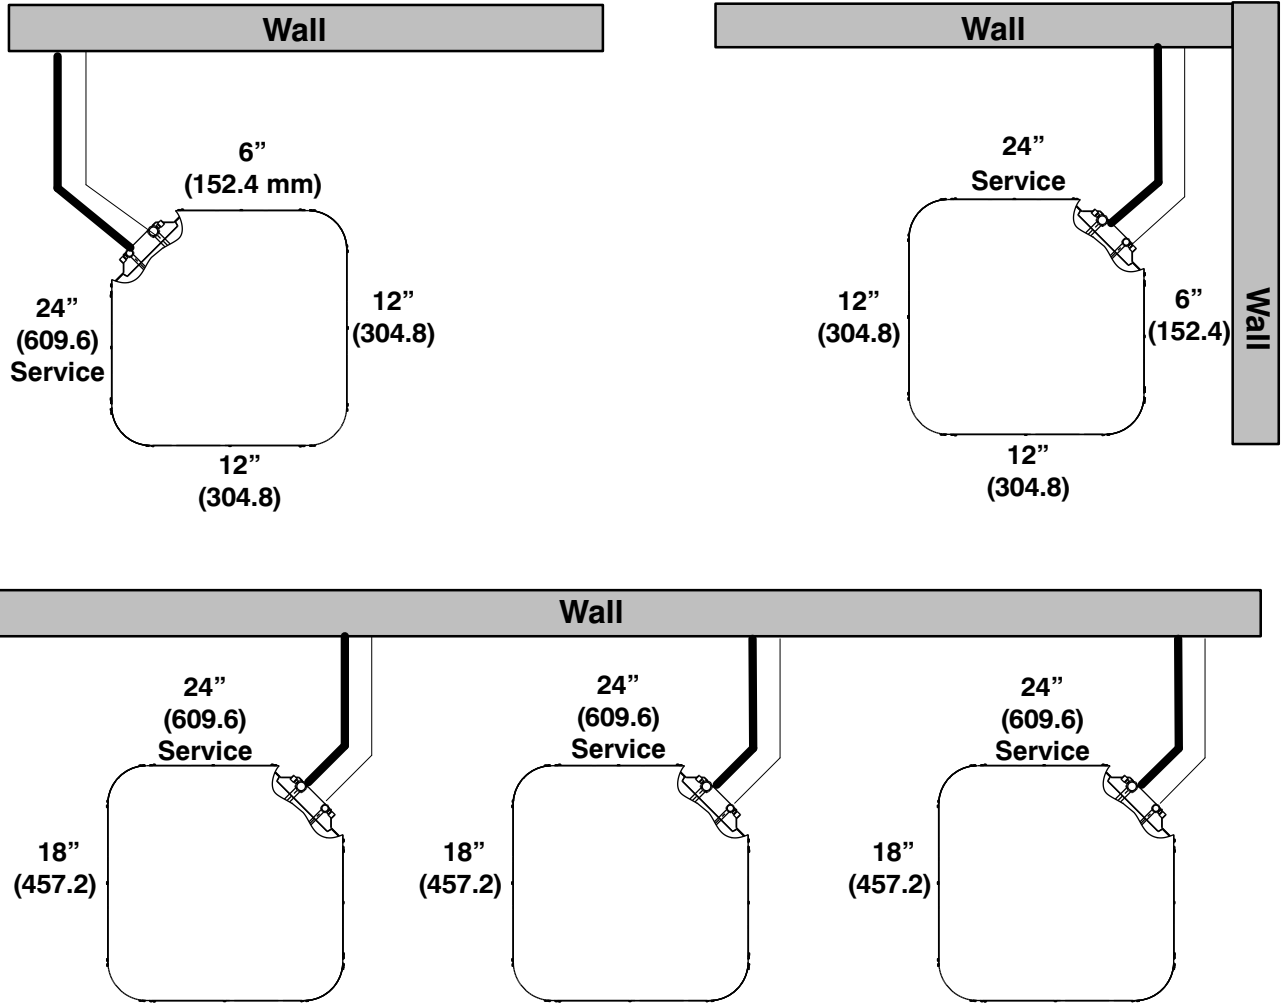 Wall
6”
(152.4 mm)
24”
(609.6)
Service
12”
(304.8)
12”
(304.8)
Wall
Wall
24”
Service
12”
(304.8)
6”
(152.4)
12”
(304.8)
Wall
24”
(609.6)
Service
18”
(457.2)
24”
(609.6)
Service
18”
(457.2)
24”
(609.6)
Service
18”
(457.2)